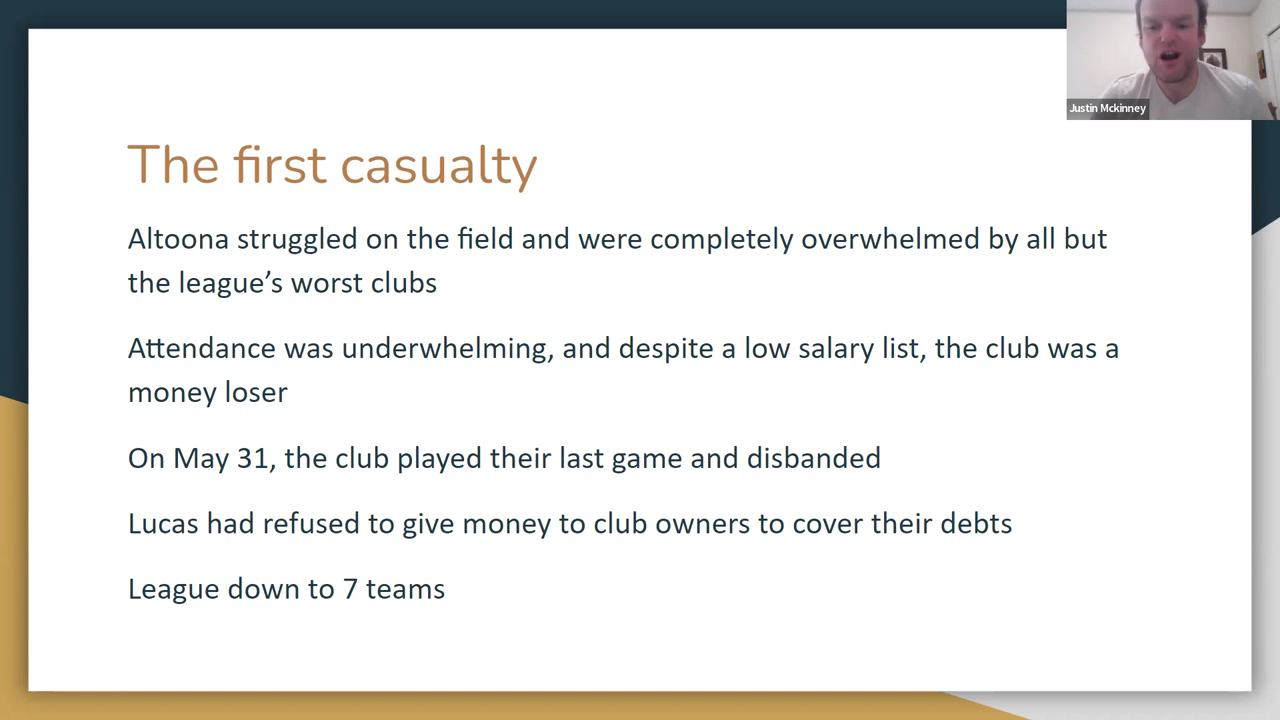 Justin Mckinney
The first casualty
Altoona struggled on the field and were completely overwhelmed by all but
the league’s worst clubs
Attendance was underwhelming, and despite a low salary list, the club was a
money loser
On May 31, the club played their last game and disbanded
Lucas had refused to give money to club owners to cover their debts
League down to 7 teams